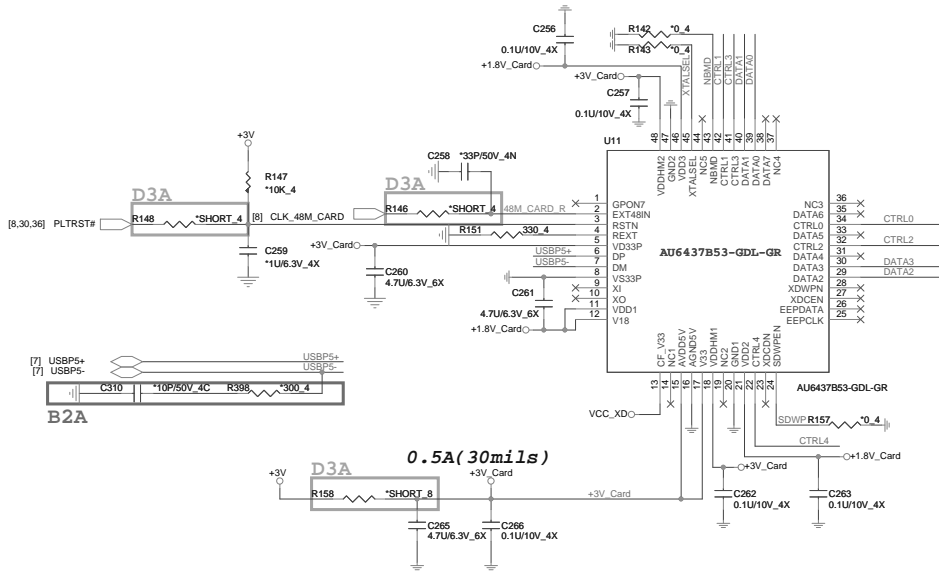 C256
0.1U/10V_4X
+1.8V_Card
R142 *0_4
R143 *0_4
+3V_Card
C257
0.1U/10V_4X
XTALSEL
NBMD
CTRL1
CTRL3
DATA1
DATA0
U11
48 47 46 45 44 43 42 41 40 39 38 37
VDDHM2
GND2
VDD3
XTALSEL
NC5
NBMD
CTRL1
CTRL3
DATA1
DATA0
DATA7
NC4
+3V
R147
*10K_4
D3A
[8,30,36] PLTRST#
R148 *SHORT_4
C259
*1U/6.3V_4X
C258 *33P/50V_4N
D3A
[8] CLK_48M_CARD
R146 *SHORT_4
48M_CARD_R
R151 330_4
+3V_Card
C260
4.7U/6.3V_6X
USBP5+
USBP5-
C261
4.7U/6.3V_6X
+1.8V_Card
1 GPON7
2 EXT48IN
3 RSTN
4 REXT
5 VD33P
6 DP
7 DM
8 VS33P
9 XI
10 XO
11 VDD1
12 V18
AU6437B53-GDL-GR
NC3 36
DATA6 35
CTRL0 34 CTRL0
DATA5 33
CTRL2 32 CTRL2
DATA4 31
DATA3 30 DATA3
DATA2 29 DATA2
XDWPN 28
XDCEN 27
EEPDATA 26
EEPCLK 25
CF_V33
NC1
AVDD5V
AGND5V
V33
VDDHM1
NC2
GND1
VDD2
CTRL4
XDCDN
SDWPEN
13 14 15 16 17 18 19 20 21 22 23 24
AU6437B53-GDL-GR
[7] USBP5+ USBP5+
[7] USBP5- USBP5-
C310 *10P/50V_4C R398 *300_4
B2A
VCC_XD
SDWP R157 *0_4
CTRL4
+1.8V_Card
+3V_Card
C262
0.1U/10V_4X
C263
0.1U/10V_4X
0.5A(30mils)
D3A
+3V
R158 *SHORT_8
+3V_Card
+3V_Card
C265
4.7U/6.3V_6X
C266
0.1U/10V_4X